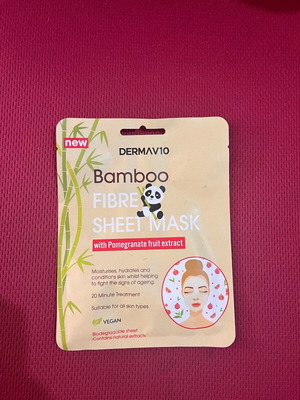 new
DERMAV10
Bamboo
FIBRE
SHEET MASK
with Pomegranate fruit extract
Moisturises, hydrates and
conditions skin whilst helping
to fight the signs of ageing.
20 Minute Treatment
Suitable for all skin types
VEGAN
Biodegradable sheet
Contains natural extracts